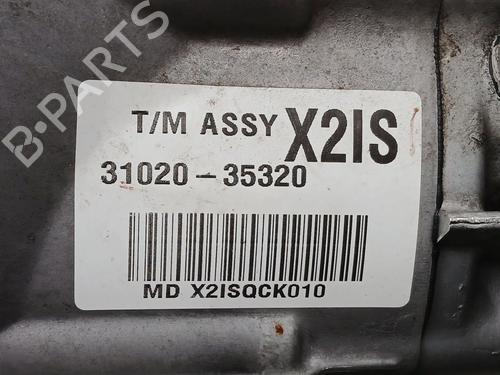 B-PARTS
T/M ASSY X2IS
31020-35320
MD X2ISQCK010